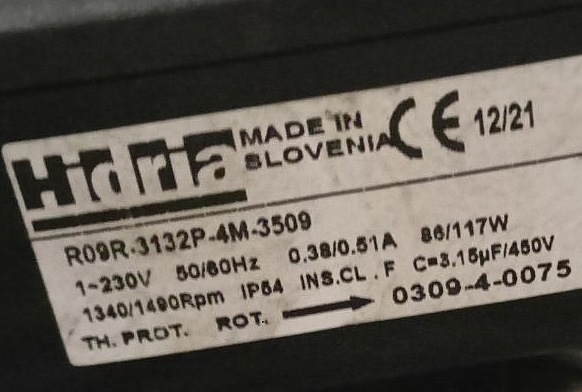 Hidria MADE IN SLOVENIA CE 12/21
R09R-3132P-4M-3509
1~230V 50/60Hz 0.38/0.51A 86/117W
1340/1490Rpm IP54 INS.CL.F C=3.15µF/450V
TH. PROT. ROT. → 0309-4-0075